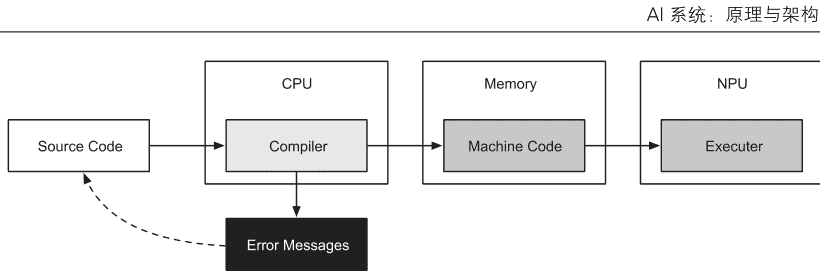 AI 系统：原理与架构
CPU
Memory
NPU
Source Code
Compiler
Machine Code
Executer
Error Messages